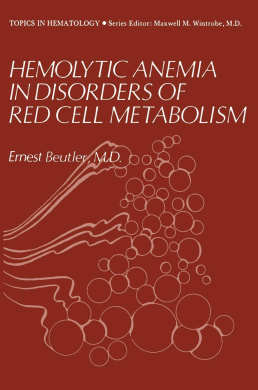 TOPICS IN HEMATOLOGY ● Series Editor: Maxwell M. Wintrobe, M.D.
HEMOLYTIC ANEMIA
IN DISORDERS OF
RED CELL METABOLISM
Ernest Beutler, M.D.